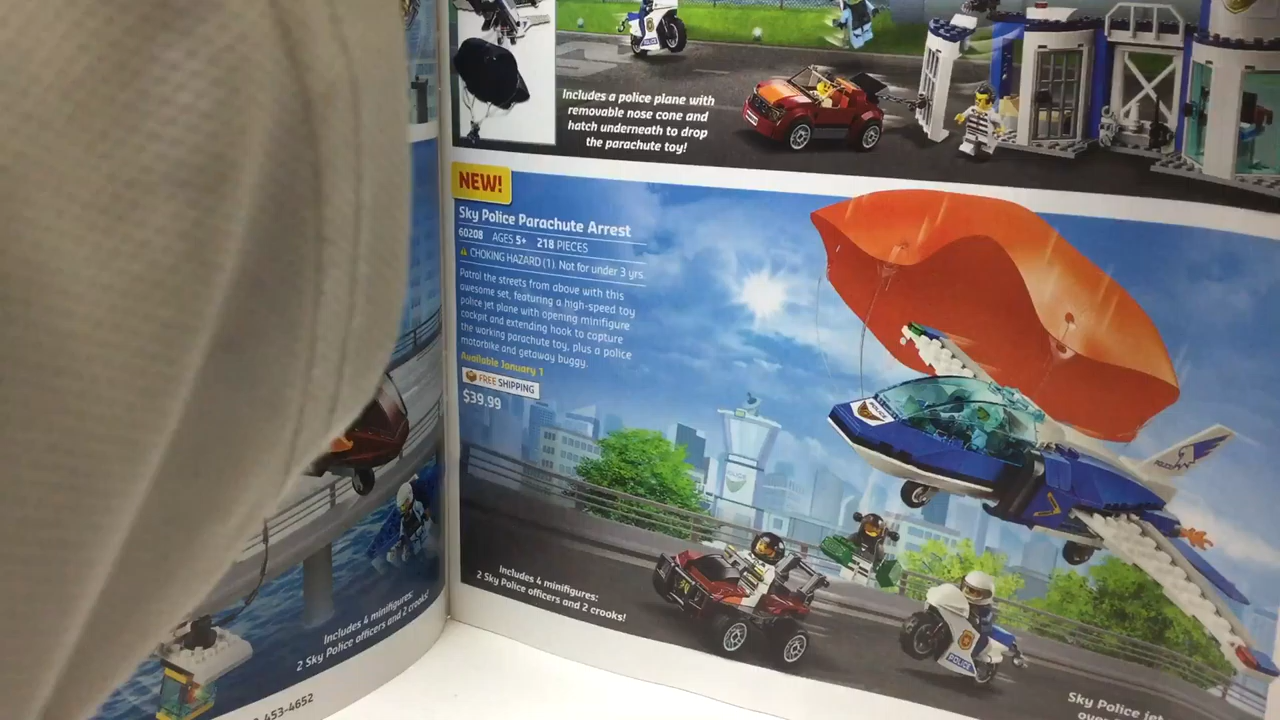 Includes a police plane with
removable nose cone and
hatch underneath to drop
the parachute toy!
NEW!
Sky Police Parachute Arrest
60208 AGES 5+ 218 PIECES
CHOKING HAZARD (1). Not for under 3 yrs.
Patrol the streets from above with this
awesome set, featuring a high-speed toy
police jet plane with opening minifigure
cockpit and extending hook to capture
the working parachute toy, plus a police
motorbike and getaway buggy.
Available January 1
FREE SHIPPING
$39.99
POLICE
POLICE
POLICE
Includes 4 minifigures:
2 Sky Police officers and 2 crooks!
POLICE
Sky Police jet
over
Includes 4 minifigures:
2 Sky Police officers and 2 crooks!
-453-4652